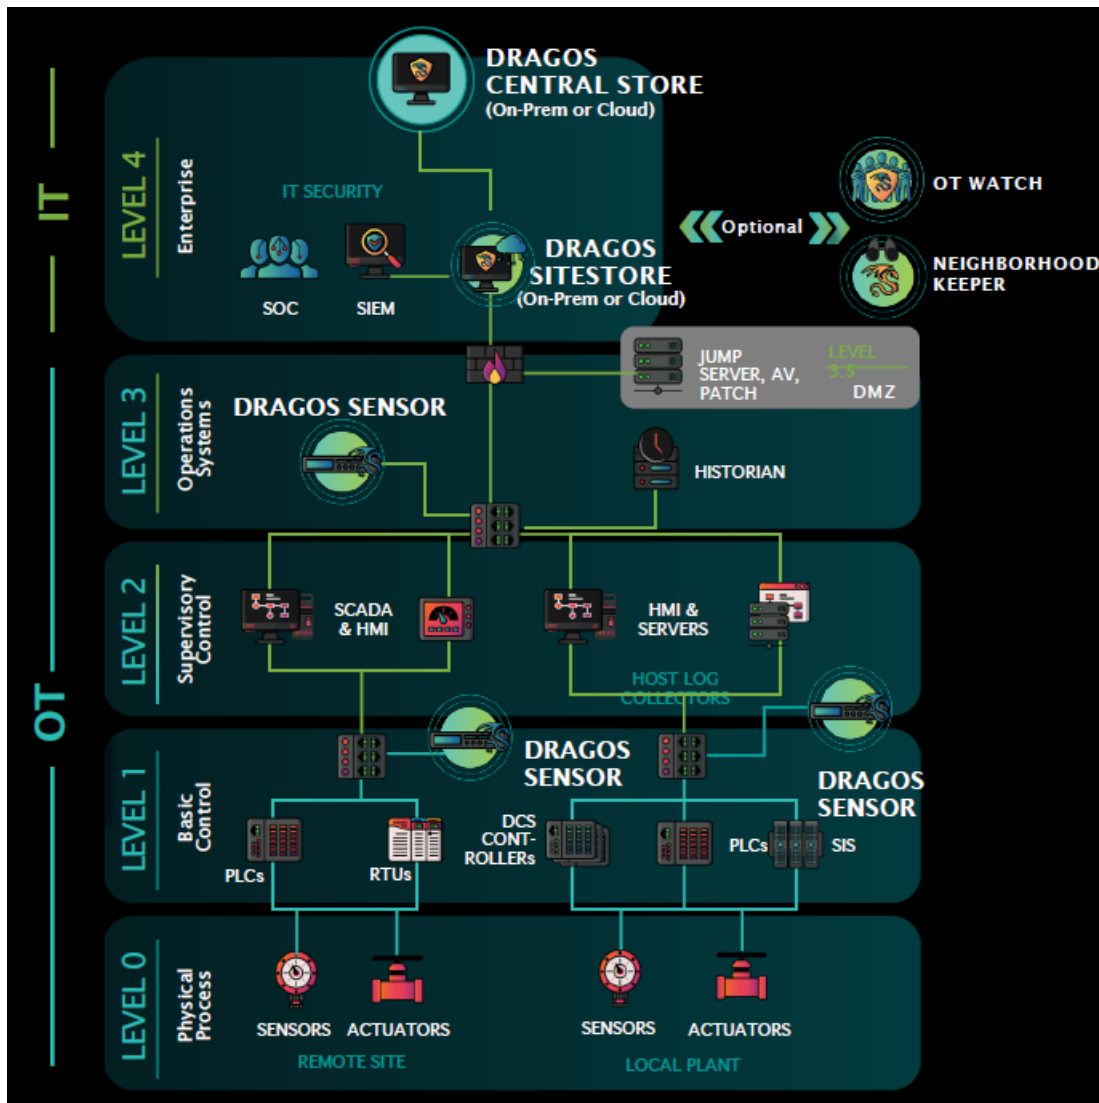 DRAGOS
CENTRAL STORE
(On-Prem or Cloud)
IT
LEVEL 4
Enterprise
IT SECURITY
SOC
SIEM
DRAGOS
SITESTORE
(On-Prem or Cloud)
Optional
OT WATCH
NEIGHBORHOOD
KEEPER
JUMP
SERVER, AV,
PATCH
LEVEL
3.5
DMZ
OT
LEVEL 3
Operations
Systems
DRAGOS SENSOR
HISTORIAN
LEVEL 2
Supervisory
Control
SCADA
& HMI
HMI &
SERVERS
HOST LOG
COLLECTORS
LEVEL 1
Basic
Control
DRAGOS
SENSOR
DRAGOS
SENSOR
PLCs
RTUs
DCS
CONT-
ROLLERs
PLCs
SIS
LEVEL 0
Physical
Process
SENSORS
ACTUATORS
REMOTE SITE
SENSORS
ACTUATORS
LOCAL PLANT